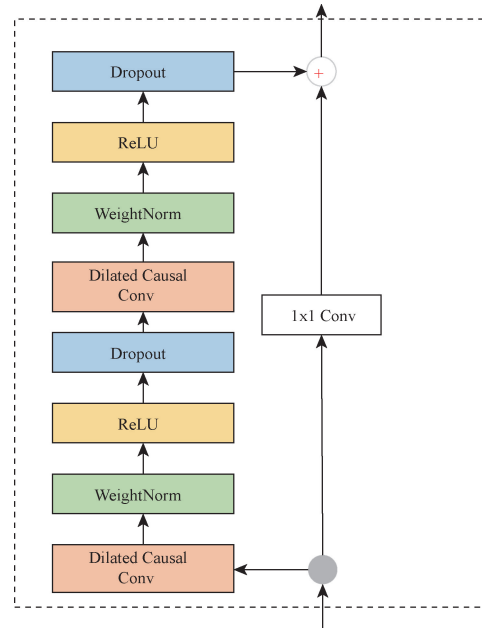 Dropout
+
ReLU
WeightNorm
Dilated Causal
Conv
1x1 Conv
Dropout
ReLU
WeightNorm
Dilated Causal
Conv